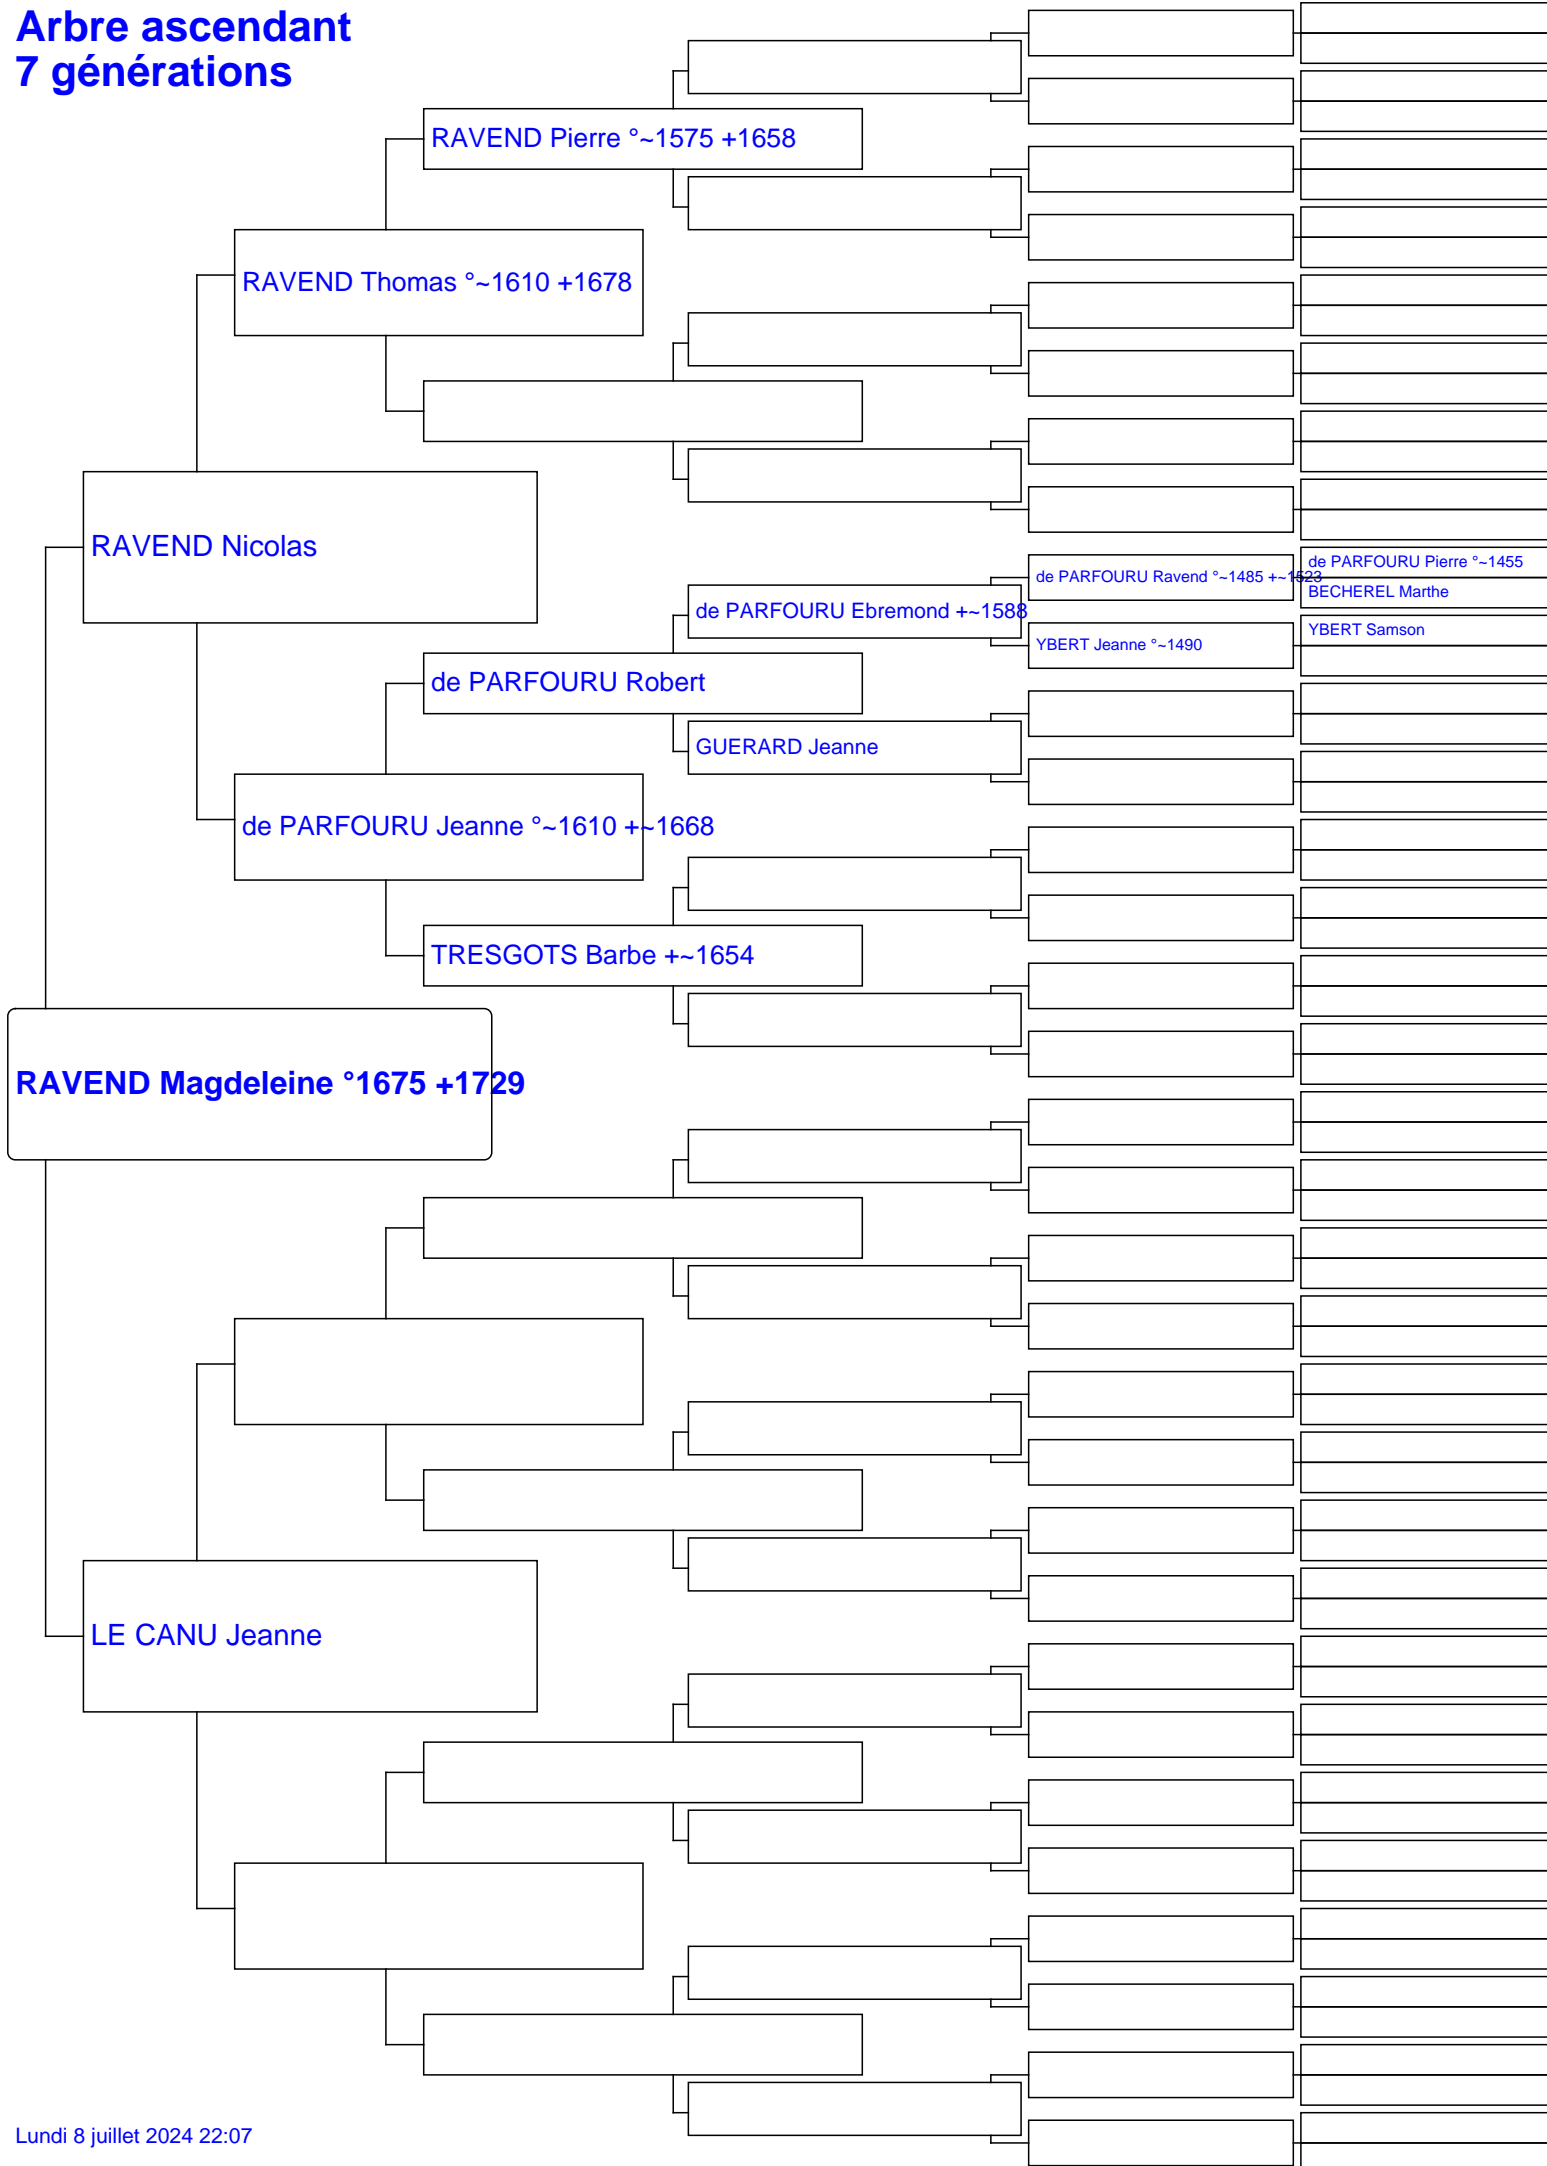 Arbre ascendant
7 générations
RAVEND Pierre °~1575 +1658
RAVEND Thomas °~1610 +1678
RAVEND Nicolas
de PARFOURU Ravend °~1485 +~1523
de PARFOURU Pierre °~1455
BECHEREL Marthe
de PARFOURU Ebremond +~1588
YBERT Jeanne °~1490
YBERT Samson
de PARFOURU Robert
GUERARD Jeanne
de PARFOURU Jeanne °~1610 +~1668
TRESGOTS Barbe +~1654
RAVEND Magdeleine °1675 +1729
LE CANU Jeanne
Lundi 8 juillet 2024 22:07